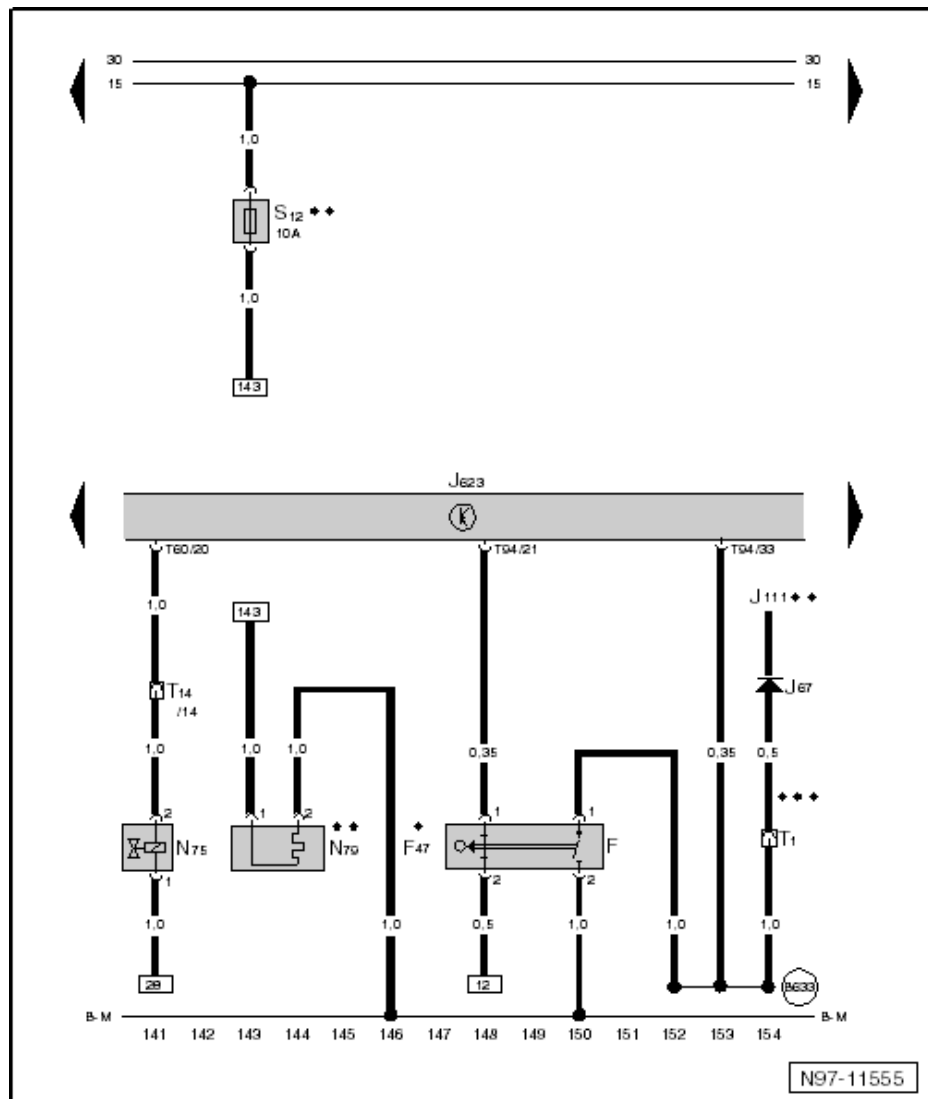 30 30
15 15
1,0
S12 ◆ ◆
10A
1,0
143
J623
T60/20 T94/21 T94/33
1,0 143 J111 ◆ ◆
T14
/14
J67
1,0 1,0 1,0 0,35 0,35 0,5
◆ ◆ ◆
2 1 2 1 1
N75 N79 ◆ ◆ F47 ◆ F T1
1 2 2
1,0 1,0 0,5 1,0 1,0 1,0
28 12 B633
B-M B-M
141 142 143 144 145 146 147 148 149 150 151 152 153 154
N97-11555